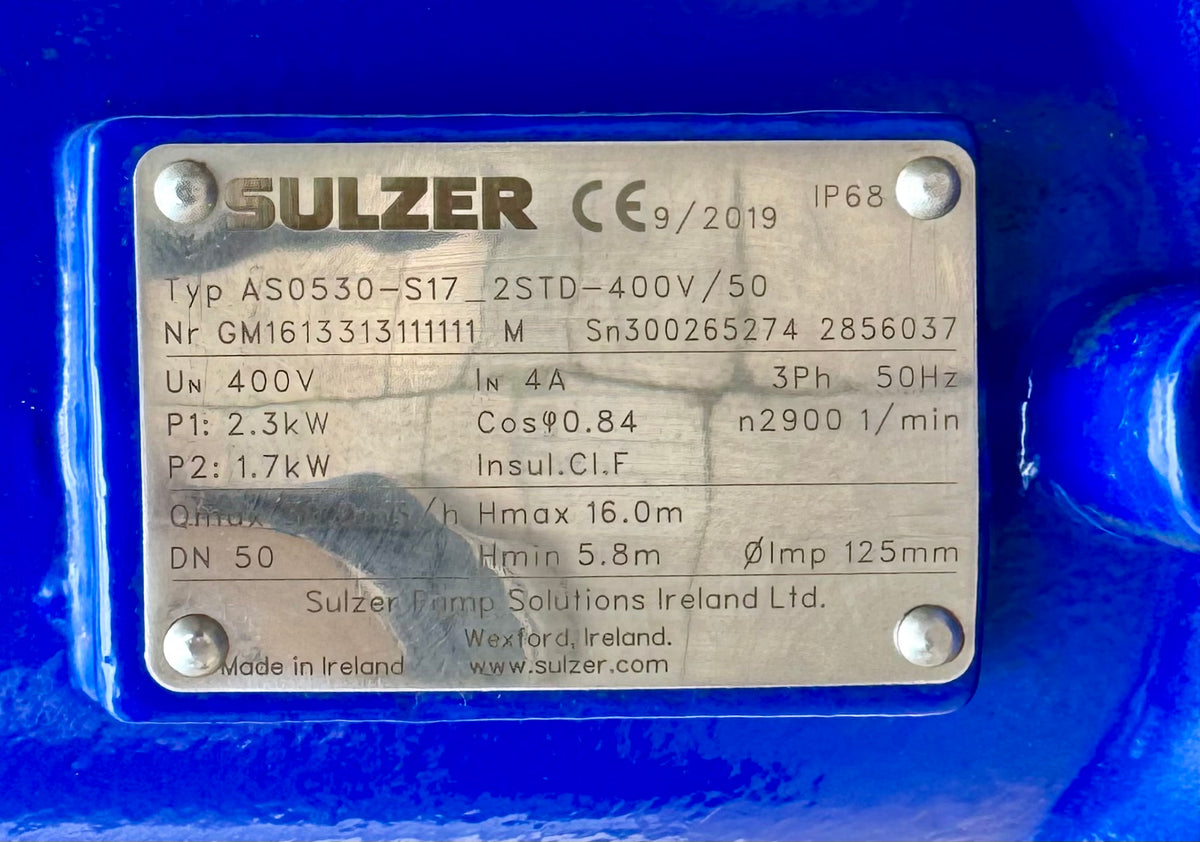 SULZER CE 9/2019 IP68
Typ AS0530-S17_2STD-400V/50
Nr GM1613313111111 M Sn300265274 2856037
UN 400V IN 4A 3Ph 50Hz
P1: 2.3kW Cosφ0.84 n2900 1/min
P2: 1.7kW Insul.Cl.F
Qmax /h Hmax 16.0m
DN 50 Hmin 5.8m ØImp 125mm
Sulzer Pump Solutions Ireland Ltd.
Wexford, Ireland.
Made in Ireland www.sulzer.com